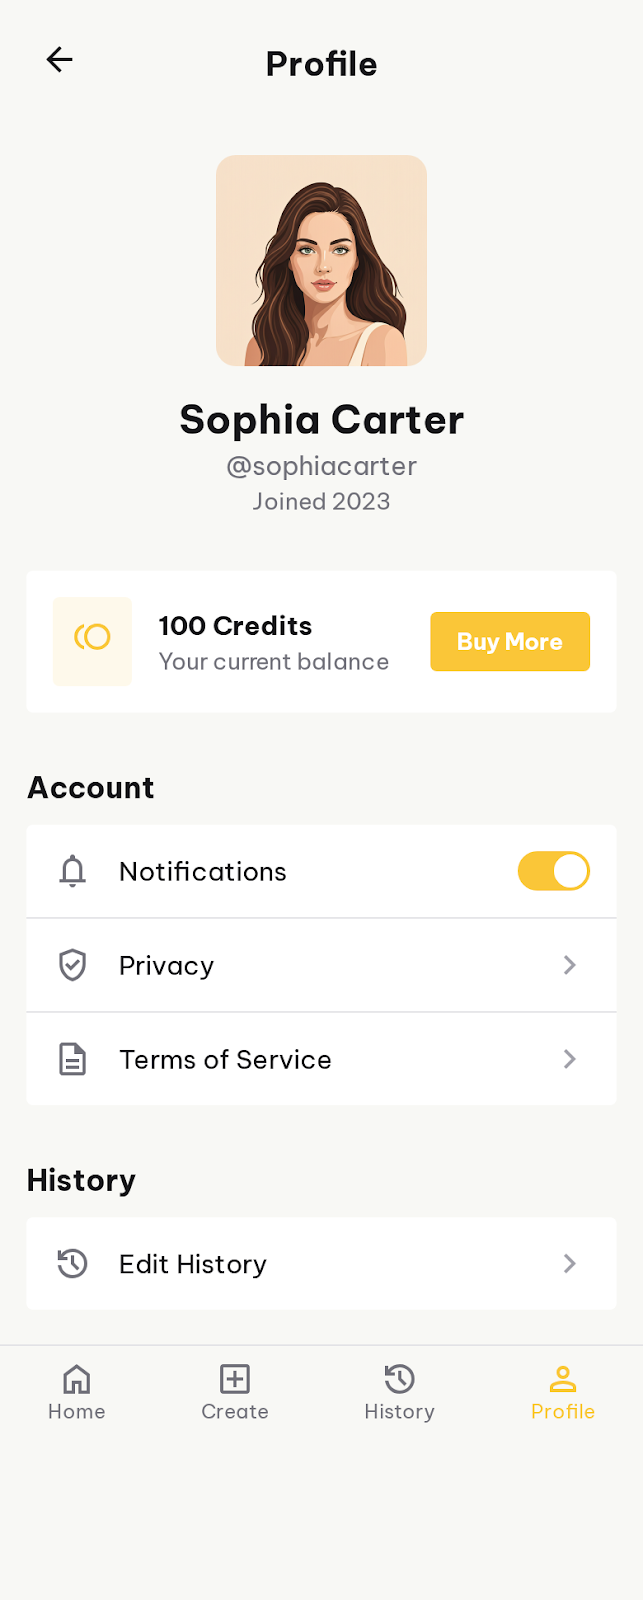 Profile
Sophia Carter
@sophiacarter
Joined 2023
100 Credits
Your current balance
Buy More
Account
Notifications
Privacy
Terms of Service
History
Edit History
Home
Create
History
Profile